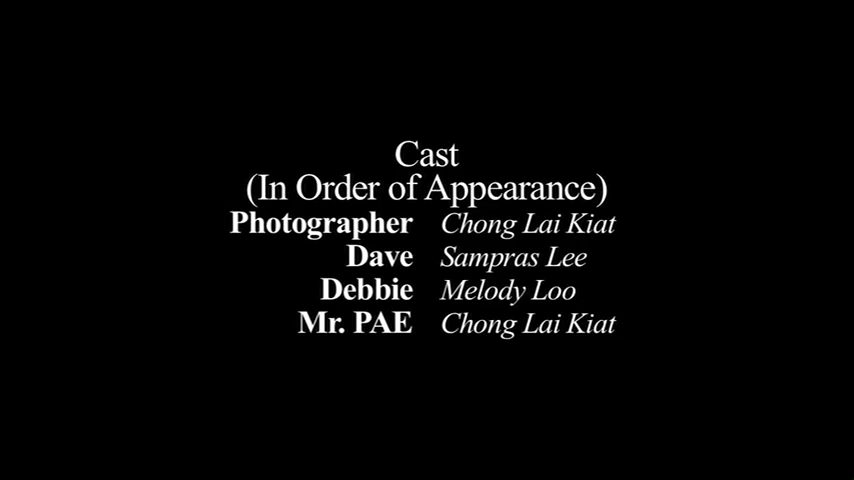 Cast
(In Order of Appearance)
Photographer Chong Lai Kiat
Dave Sampras Lee
Debbie Melody Loo
Mr. PAE Chong Lai Kiat